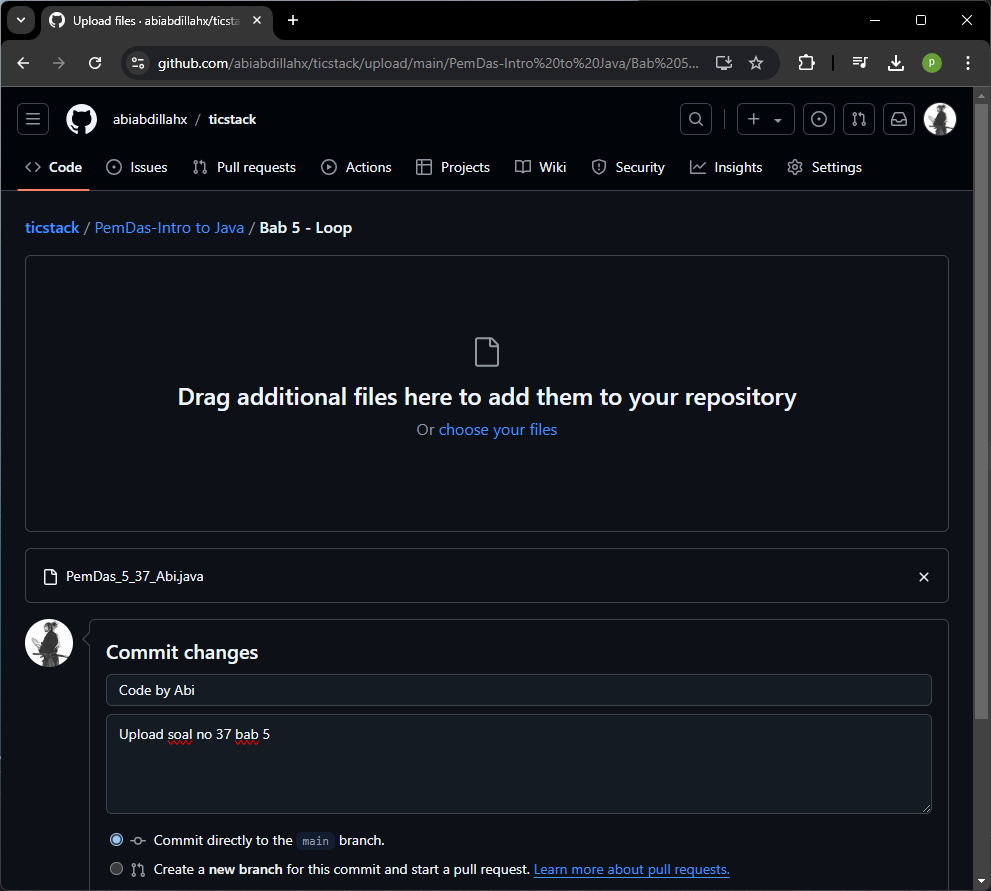 Upload files · abiabdillahx/ticsta
github.com/abiabdillahx/ticstack/upload/main/PemDas-Intro%20to%20Java/Bab%205...
p
abiabdillahx / ticstack
Code Issues Pull requests Actions Projects Wiki Security Insights Settings
ticstack / PemDas-Intro to Java / Bab 5 - Loop
Drag additional files here to add them to your repository
Or choose your files
PemDas_5_37_Abi.java
Commit changes
Code by Abi
Upload soal no 37 bab 5
Commit directly to the main branch.
Create a new branch for this commit and start a pull request. Learn more about pull requests.